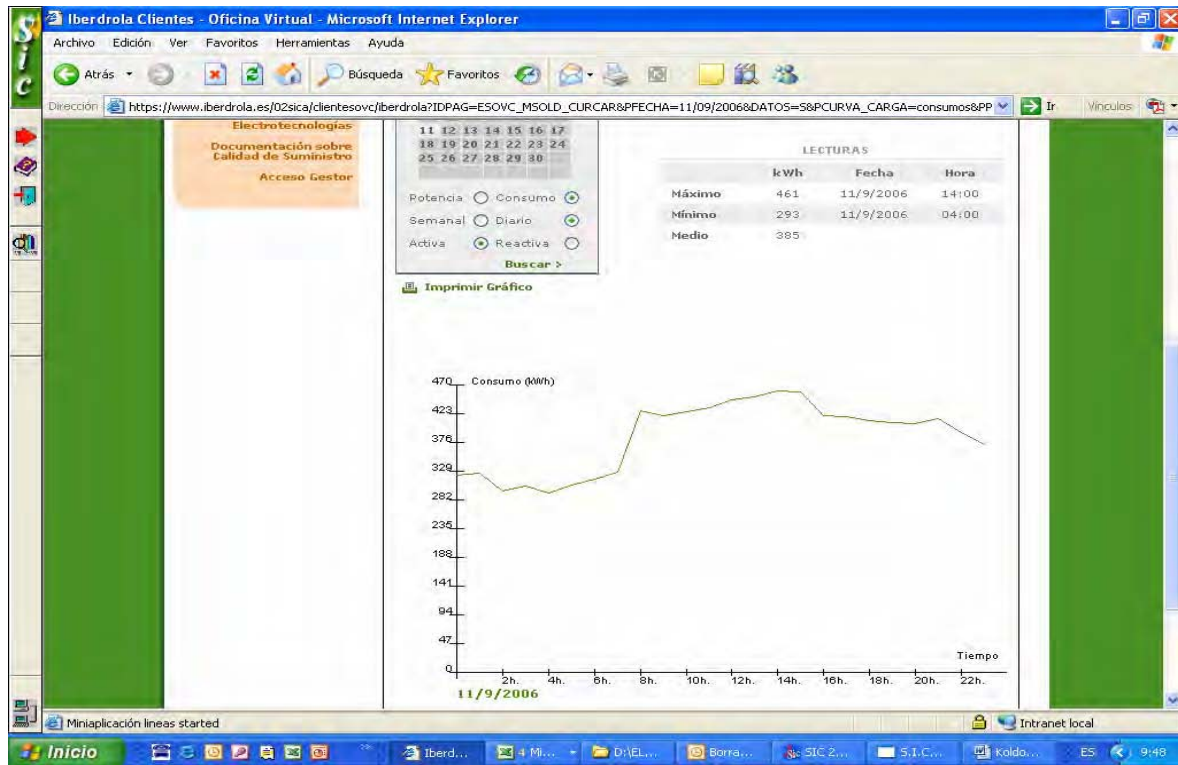 Sic
Iberdrola Clientes - Oficina Virtual - Microsoft Internet Explorer
Archivo Edición Ver Favoritos Herramientas Ayuda
Atrás Búsqueda Favoritos
Dirección https://www.iberdrola.es/02sica/clientesovc/iberdrola?IDPAG=ESOVC_MSOLD_CURCAR&PFECHA=11/09/2006&DATOS=S&PCURVA_CARGA=consumos&PP Ir Vínculos
Electrotecnologías
Documentación sobre
Calidad de Suministro
Acceso Gestor
11 12 13 14 15 16 17
18 19 20 21 22 23 24
25 26 27 28 29 30
Potencia Consumo
Semanal Diario
Activa Reactiva
Buscar >
LECTURAS
kWh Fecha Hora
Máximo 461 11/9/2006 14:00
Mínimo 293 11/9/2006 04:00
Medio 385
Imprimir Gráfico
Consumo (kWh)
470
423
376
329
282
235
188
141
94
47
0
Tiempo
2h. 4h. 6h. 8h. 10h. 12h. 14h. 16h. 18h. 20h. 22h.
11/9/2006
Miniaplicación lineas started Intranet local
Inicio Iberd... 4 Mi... D:\EL... Borra... SIC 2... S.I.C... Koldo... ES 9:48